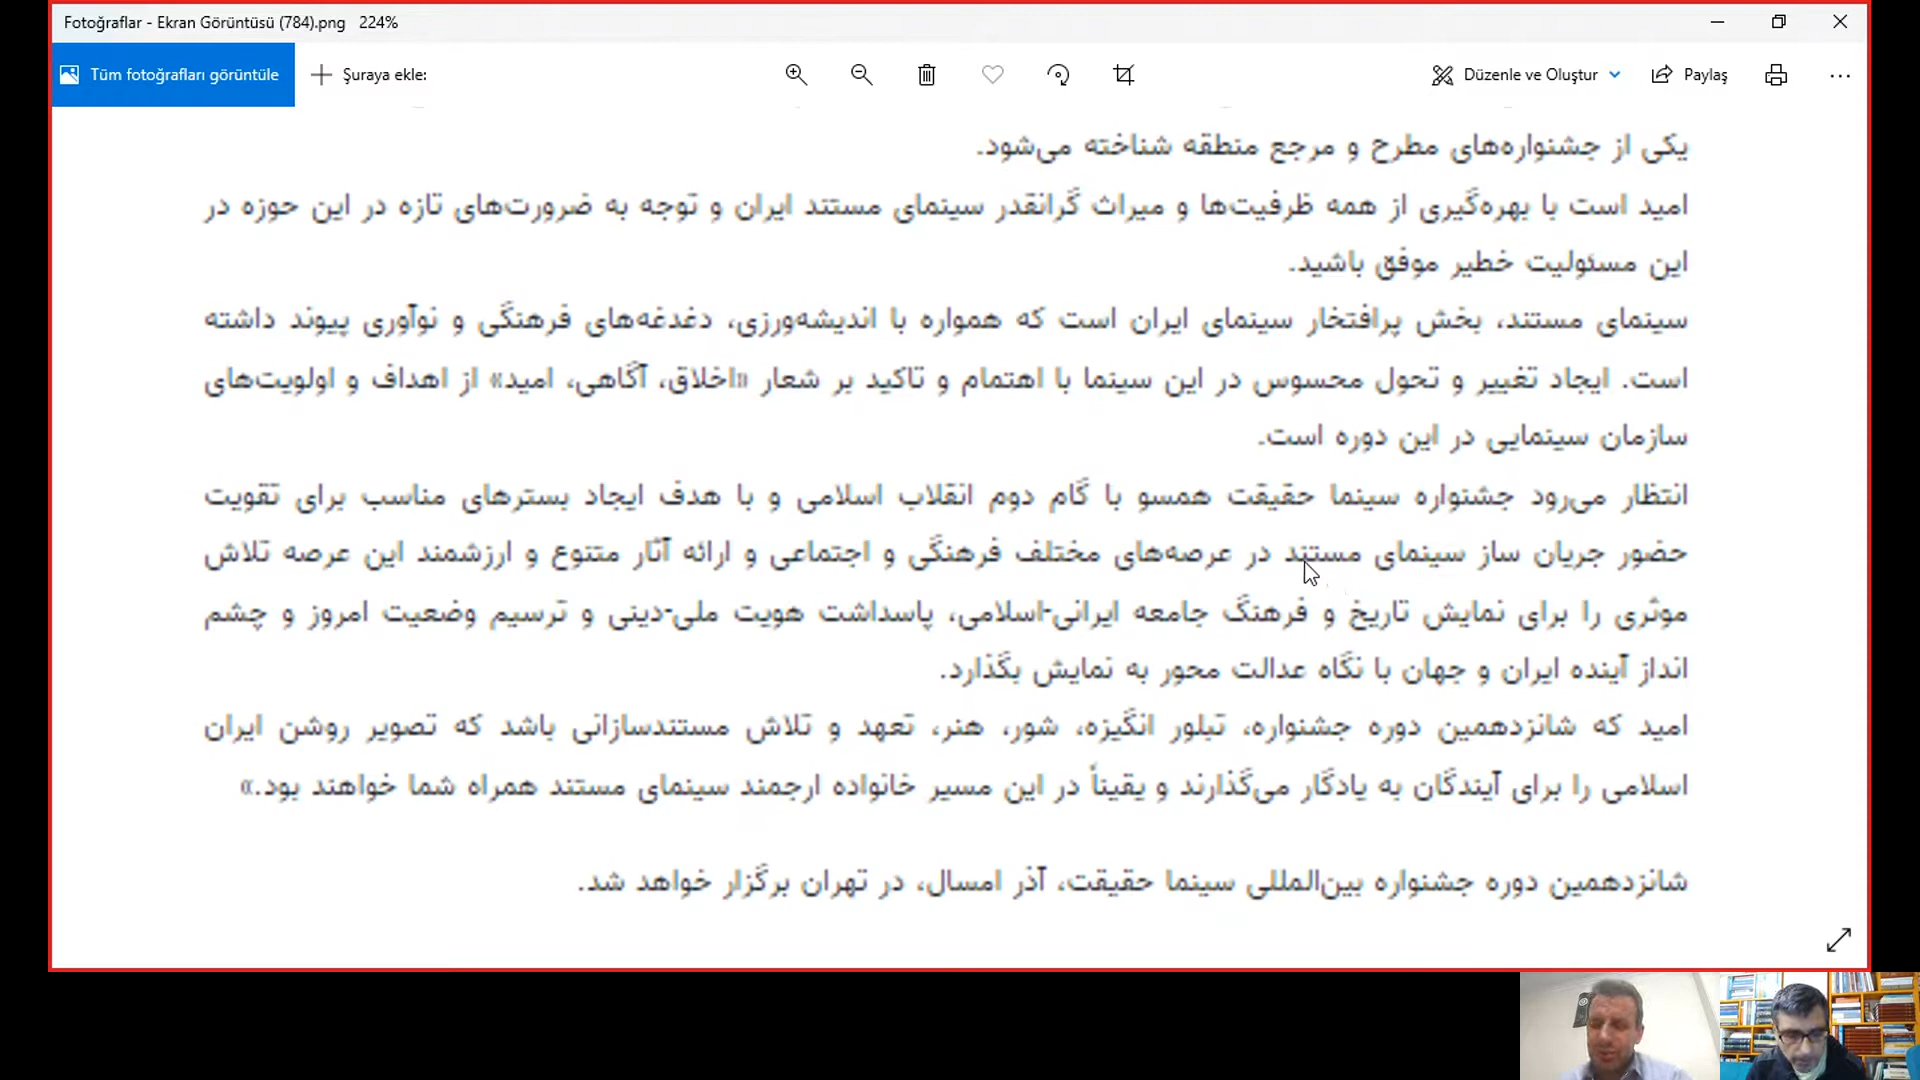 Fotoğraflar - Ekran Görüntüsü (784).png 224%
Tüm fotoğrafları görüntüle Şuraya ekle: Düzenle ve Oluştur Paylaş
یکی از جشنواره‌های مطرح و مرجع منطقه شناخته می‌شود.
امید است با بهره‌گیری از همه ظرفیت‌ها و میراث گرانقدر سینمای مستند ایران و توجه به ضرورت‌های تازه در این حوزه در
این مسئولیت خطیر موفق باشید.
سینمای مستند، بخش پرافتخار سینمای ایران است که همواره با اندیشه‌ورزی، دغدغه‌های فرهنگی و نوآوری پیوند داشته
است. ایجاد تغییر و تحول محسوس در این سینما با اهتمام و تاکید بر شعار «اخلاق، آگاهی، امید» از اهداف و اولویت‌های
سازمان سینمایی در این دوره است.
انتظار می‌رود جشنواره سینما حقیقت همسو با گام دوم انقلاب اسلامی و با هدف ایجاد بسترهای مناسب برای تقویت
حضور جریان ساز سینمای مستند در عرصه‌های مختلف فرهنگی و اجتماعی و ارائه آثار متنوع و ارزشمند این عرصه تلاش
موثری را برای نمایش تاریخ و فرهنگ جامعه ایرانی-اسلامی، پاسداشت هویت ملی-دینی و ترسیم وضعیت امروز و چشم
انداز آینده ایران و جهان با نگاه عدالت محور به نمایش بگذارد.
امید که شانزدهمین دوره جشنواره، تبلور انگیزه، شور، هنر، تعهد و تلاش مستندسازانی باشد که تصویر روشن ایران
اسلامی را برای آیندگان به یادگار می‌گذارند و یقیناً در این مسیر خانواده ارجمند سینمای مستند همراه شما خواهند بود.»
شانزدهمین دوره جشنواره بین‌المللی سینما حقیقت، آذر امسال، در تهران برگزار خواهد شد.